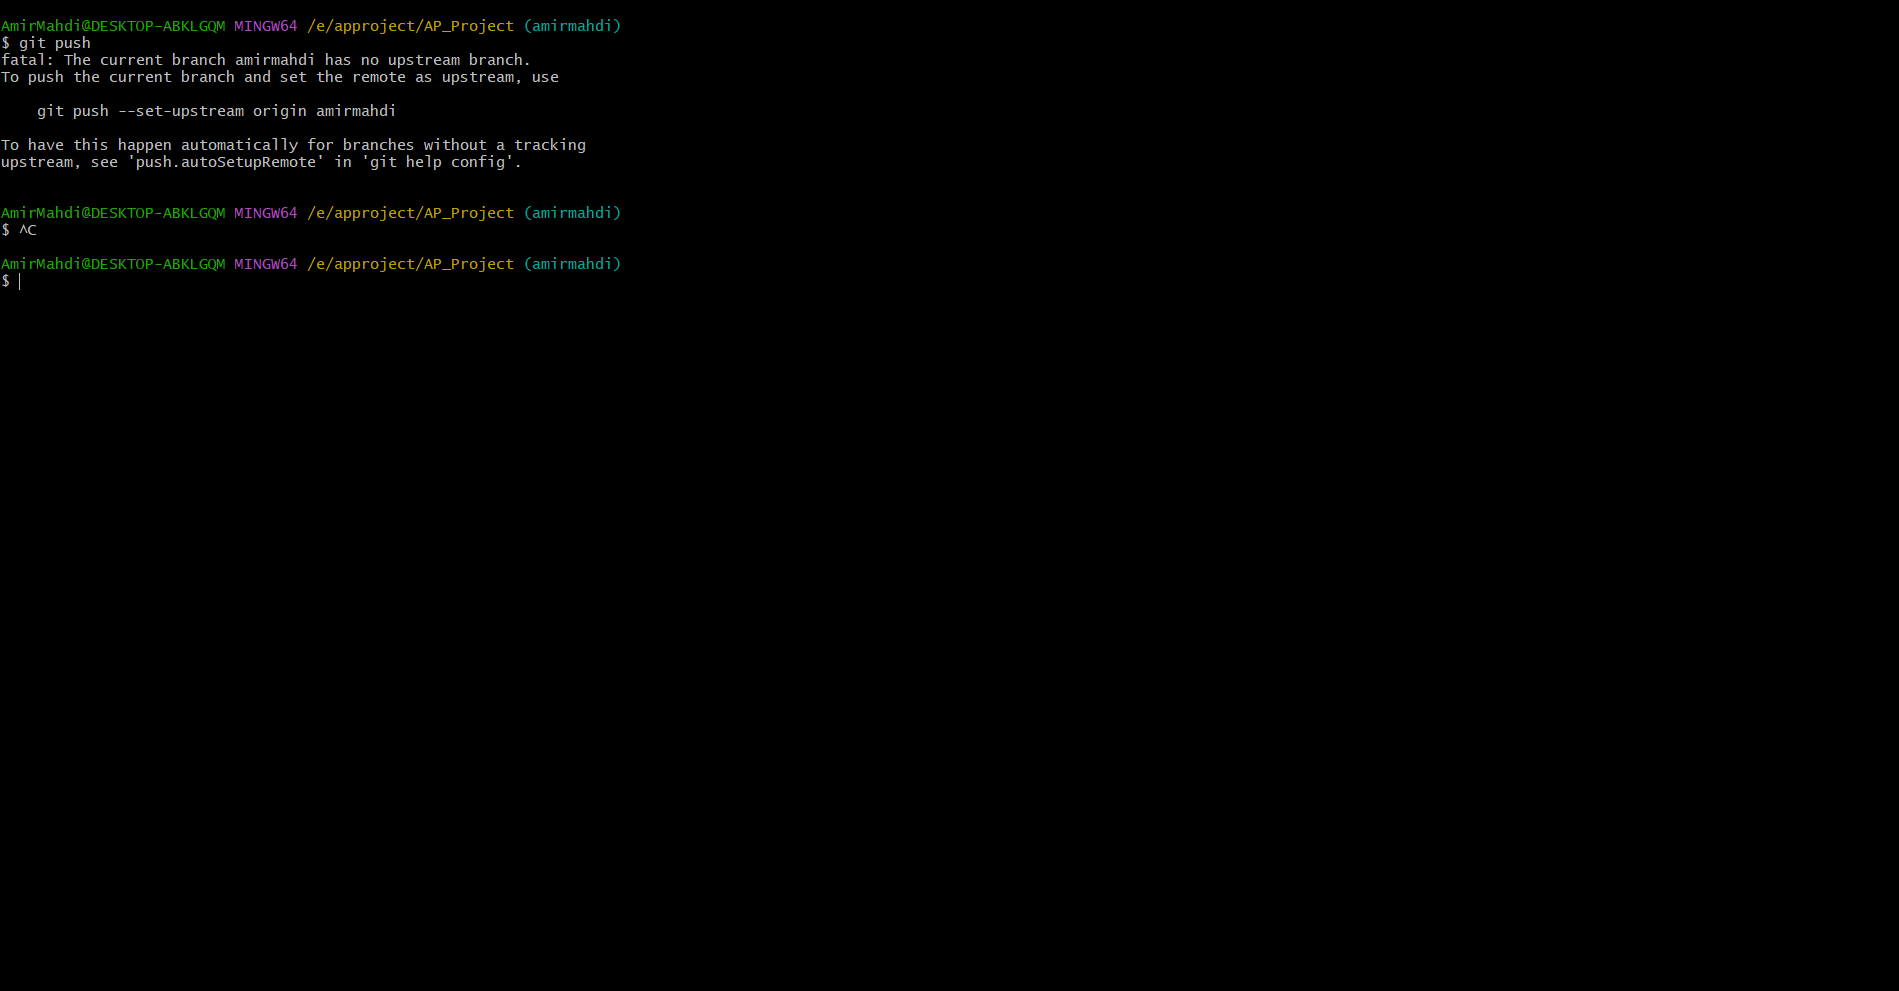 AmirMahdi@DESKTOP-ABKLGQM MINGW64 /e/approject/AP_Project (amirmahdi)
$ git push
fatal: The current branch amirmahdi has no upstream branch.
To push the current branch and set the remote as upstream, use
    git push --set-upstream origin amirmahdi
To have this happen automatically for branches without a tracking
upstream, see 'push.autoSetupRemote' in 'git help config'.
AmirMahdi@DESKTOP-ABKLGQM MINGW64 /e/approject/AP_Project (amirmahdi)
$ ^C
AmirMahdi@DESKTOP-ABKLGQM MINGW64 /e/approject/AP_Project (amirmahdi)
$